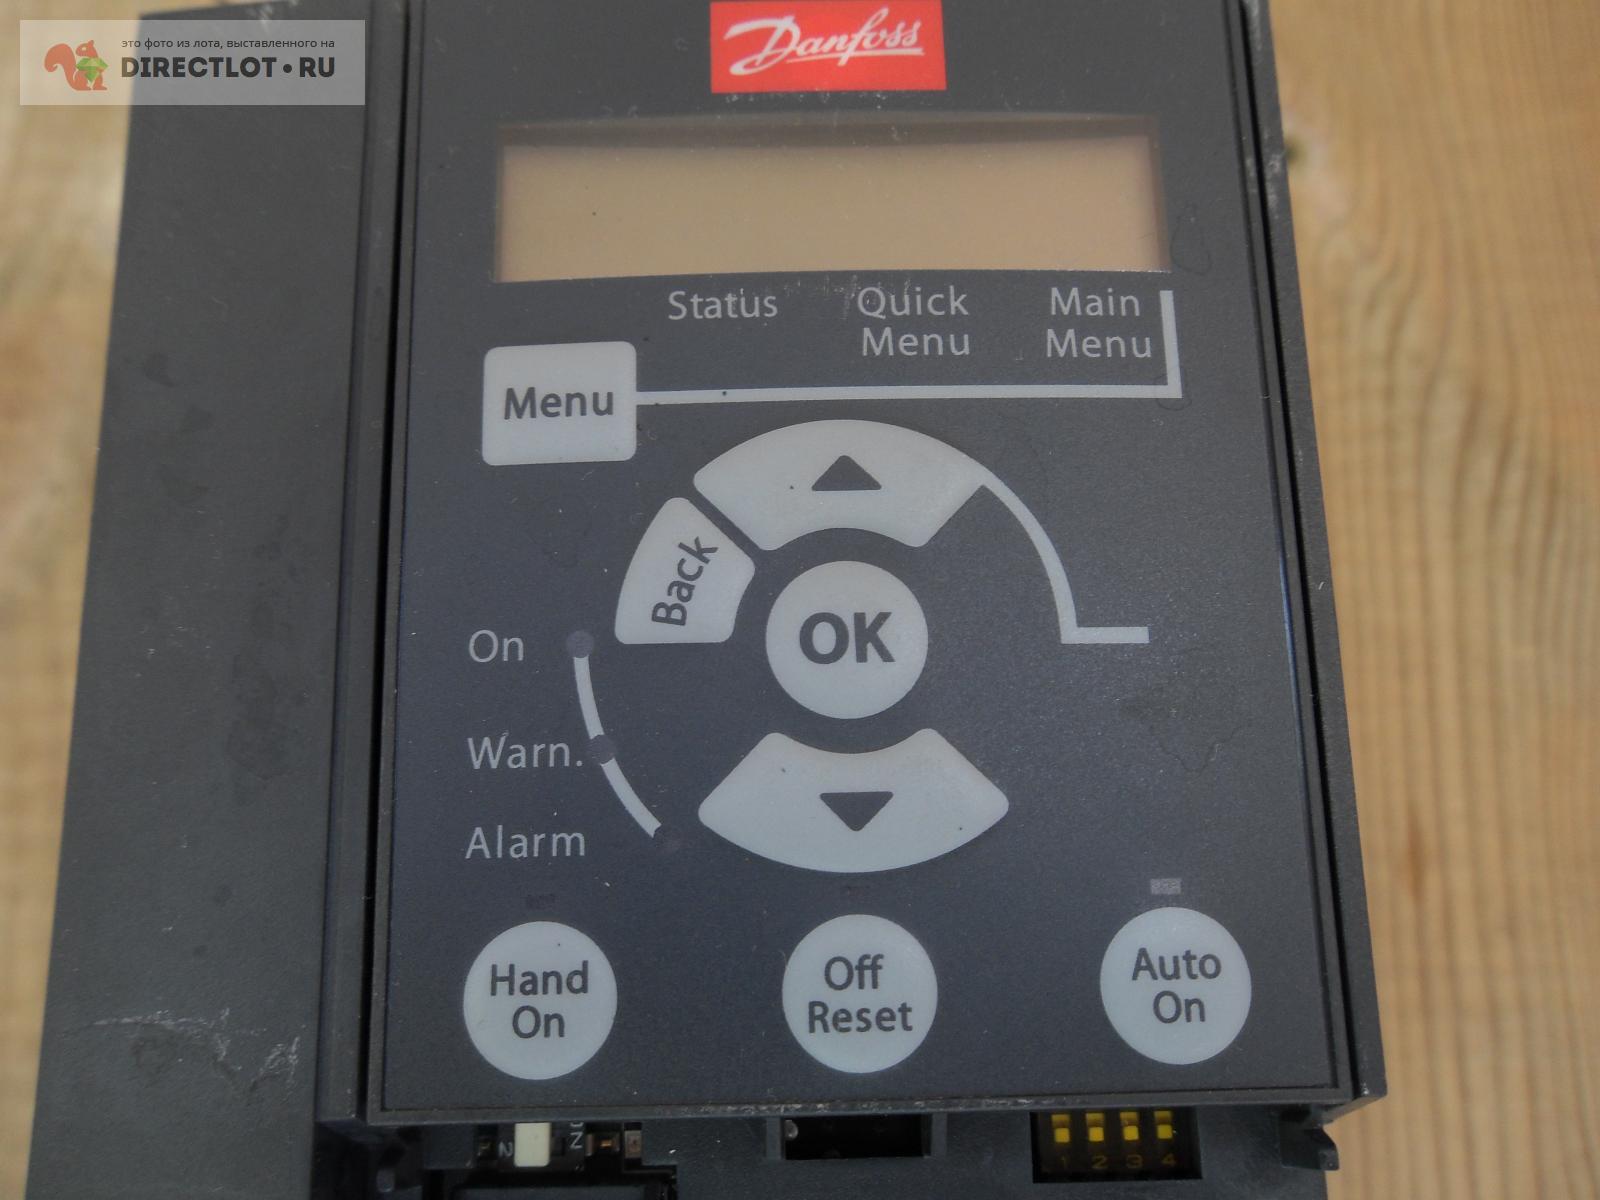 это фото из лота, выставленного на
DIRECTLOT•RU
Danfoss
Status
Quick
Menu
Main
Menu
Menu
Back
OK
On
Warn.
Alarm
Hand
On
Off
Reset
Auto
On
2
1 2 3 4